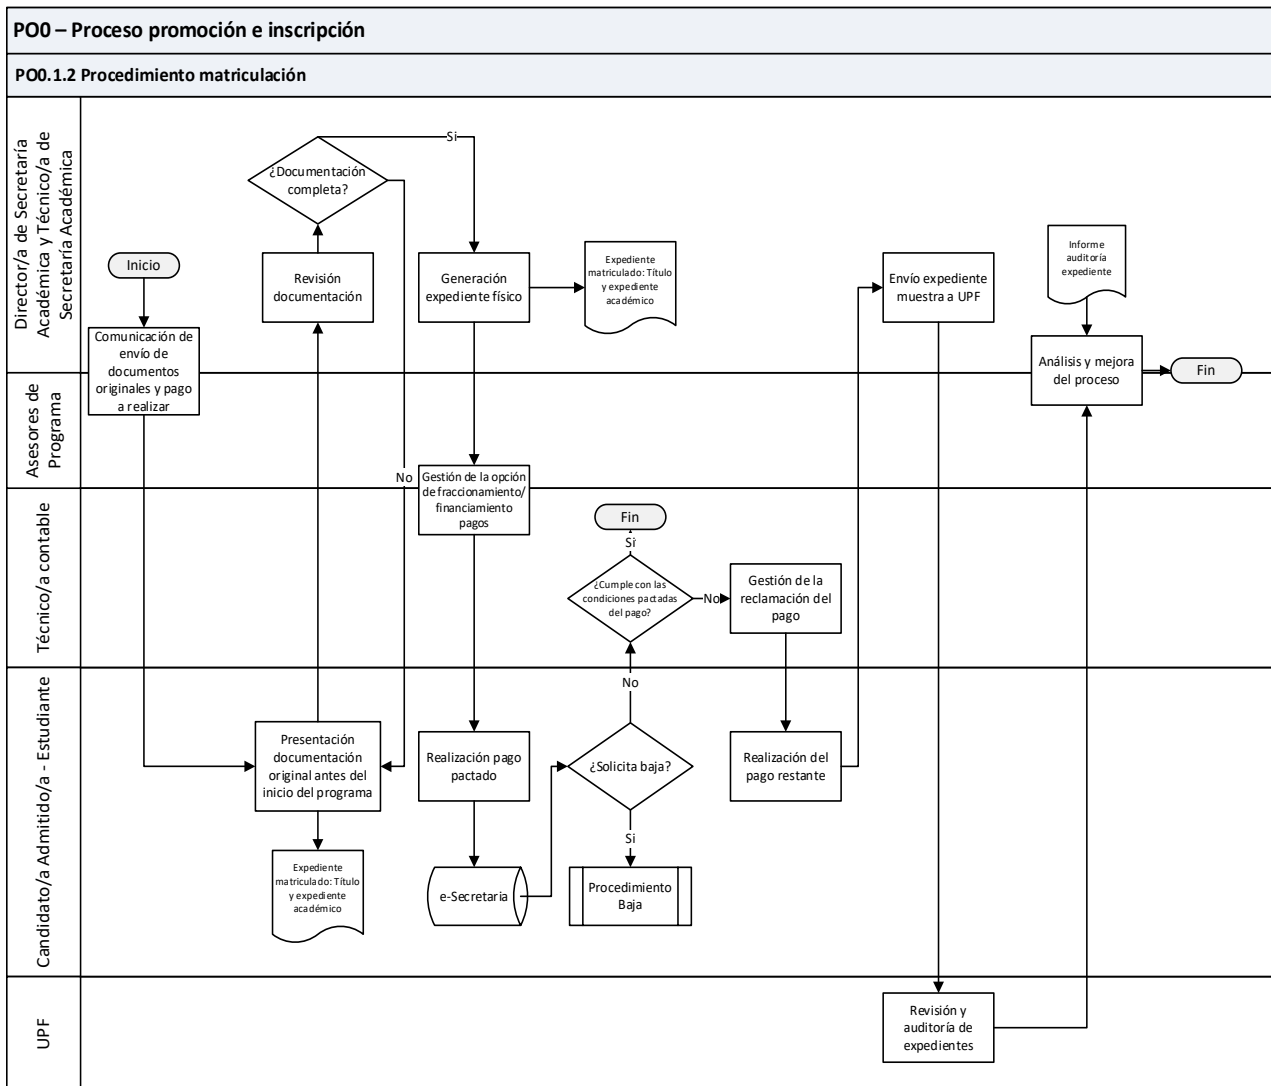 PO0 – Proceso promoción e inscripción
PO0.1.2 Procedimiento matriculación
Director/a de Secretaría
Académica y Técnico/a de
Secretaría Académica
Inicio
Comunicación de
envío de
documentos
originales y pago
a realizar
¿Documentación
completa?
Si
No
Revisión
documentación
Generación
expediente físico
Expediente
matriculado: Título
y expediente
académico
Envío expediente
muestra a UPF
Informe
auditoría
expediente
Análisis y mejora
del proceso
Fin
Asesores de
Programa
Gestión de la opción
de fraccionamiento/
financiamiento
pagos
Técnico/a contable
Fin
Si
¿Cumple con las
condiciones pactadas
del pago?
No
Gestión de la
reclamación del
pago
Candidato/a Admitido/a - Estudiante
Presentación
documentación
original antes del
inicio del programa
Expediente
matriculado: Título
y expediente
académico
Realización pago
pactado
e-Secretaria
No
¿Solicita baja?
Si
Procedimiento
Baja
Realización del
pago restante
UPF
Revisión y
auditoría de
expedientes